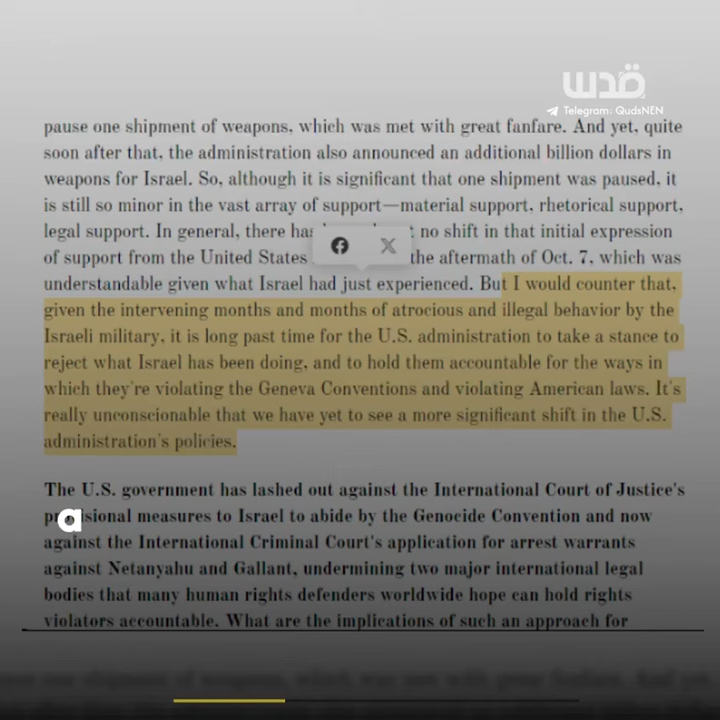 قدس
Telegram: QudsNEN
pause one shipment of weapons, which was met with great fanfare. And yet, quite
soon after that, the administration also announced an additional billion dollars in
weapons for Israel. So, although it is significant that one shipment was paused, it
is still so minor in the vast array of support—material support, rhetorical support,
legal support. In general, there has no shift in that initial expression
of support from the United States the aftermath of Oct. 7, which was
understandable given what Israel had just experienced. But I would counter that,
given the intervening months and months of atrocious and illegal behavior by the
Israeli military, it is long past time for the U.S. administration to take a stance to
reject what Israel has been doing, and to hold them accountable for the ways in
which they're violating the Geneva Conventions and violating American laws. It's
really unconscionable that we have yet to see a more significant shift in the U.S.
administration's policies.
The U.S. government has lashed out against the International Court of Justice's
a
measures to Israel to abide by the Genocide Convention and now
against the International Criminal Court's application for arrest warrants
against Netanyahu and Gallant, undermining two major international legal
bodies that many human rights defenders worldwide hope can hold rights
violators accountable. What are the implications of such an approach for